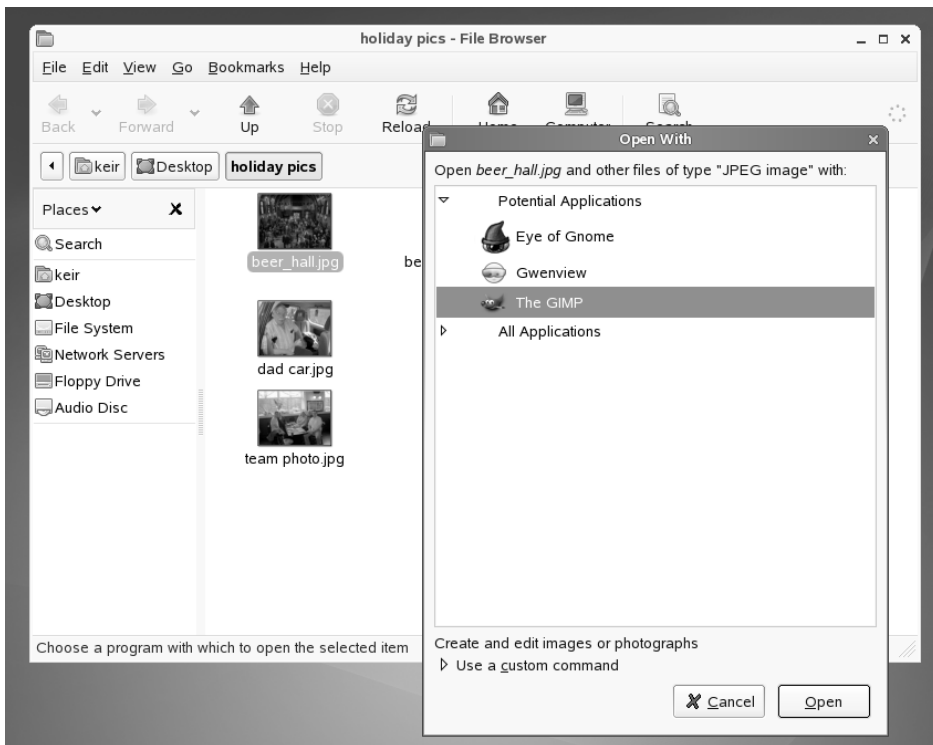 holiday pics - File Browser
File Edit View Go Bookmarks Help
Back Forward Up Stop Reload Home Computer Search
keir Desktop holiday pics
Places
Search
keir
Desktop
File System
Network Servers
Floppy Drive
Audio Disc
beer_hall.jpg
be
dad car.jpg
team photo.jpg
Choose a program with which to open the selected item
Open With
Open beer_hall.jpg and other files of type "JPEG image" with:
Potential Applications
Eye of Gnome
Gwenview
The GIMP
All Applications
Create and edit images or photographs
Use a custom command
Cancel Open